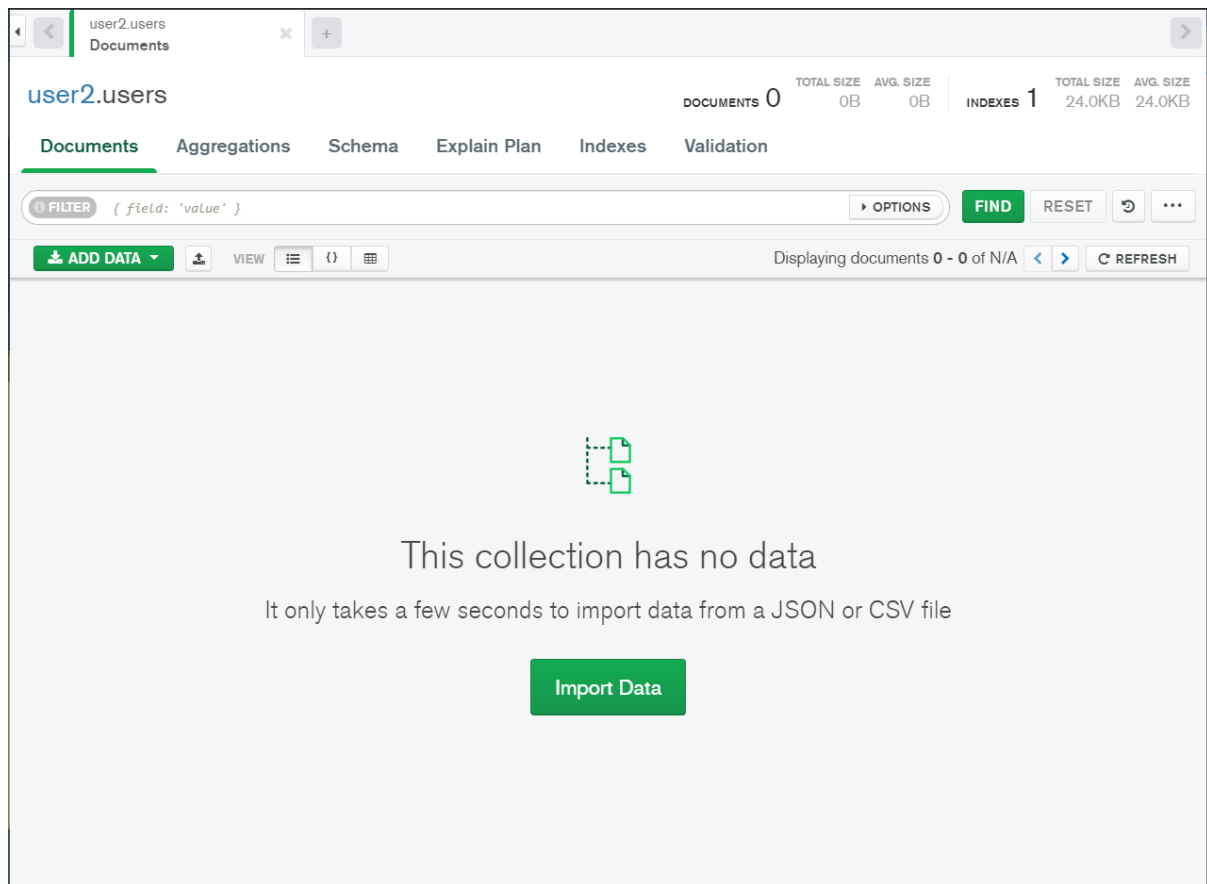 user2.users
Documents
+
user2.users
DOCUMENTS 0 TOTAL SIZE 0B AVG. SIZE 0B INDEXES 1 TOTAL SIZE 24.0KB AVG. SIZE 24.0KB
Documents Aggregations Schema Explain Plan Indexes Validation
FILTER { field: 'value' } OPTIONS FIND RESET ...
ADD DATA VIEW {} Displaying documents 0 - 0 of N/A REFRESH
This collection has no data
It only takes a few seconds to import data from a JSON or CSV file
Import Data